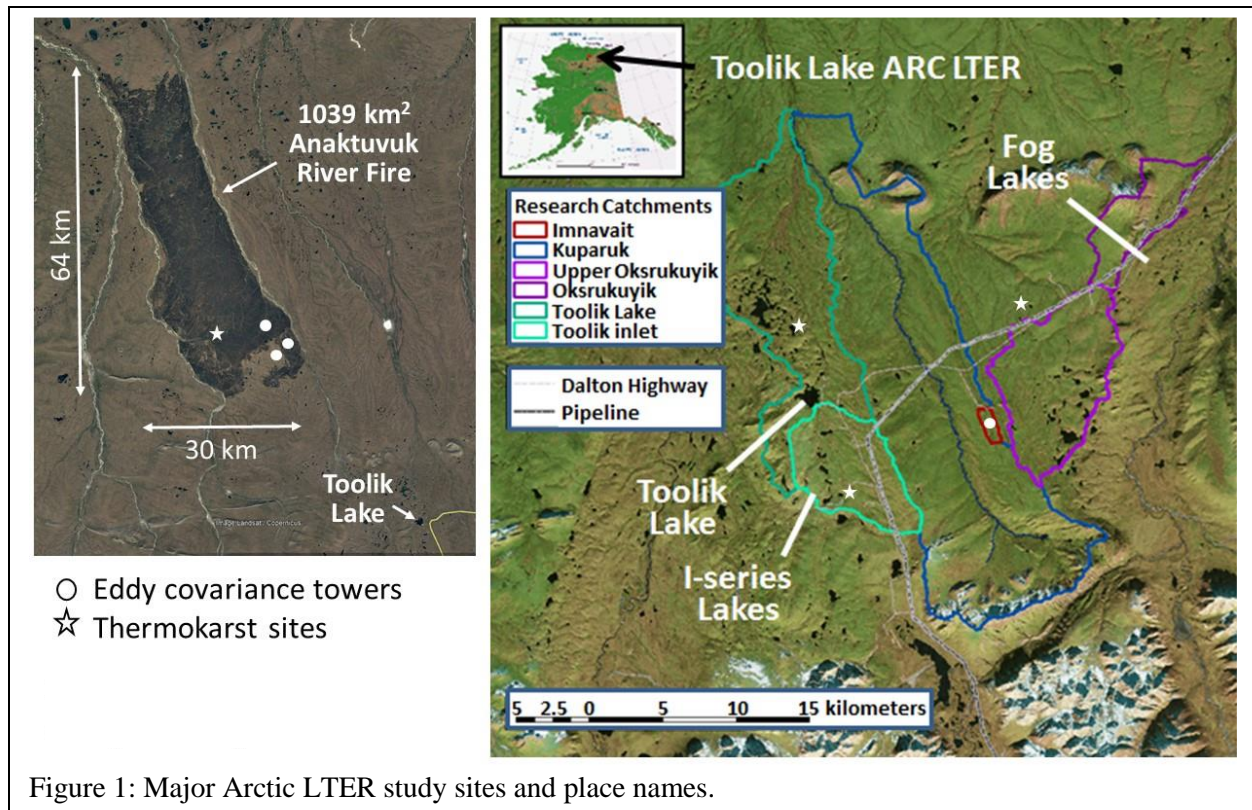 1039 km2
Anaktuvuk
River Fire
64 km
30 km
Toolik
Lake
Image Landsat / Copernicus
Eddy covariance towers
Thermokarst sites
Toolik Lake ARC LTER
Fog
Lakes
Research Catchments
Imnavait
Kuparuk
Upper Oksrukuyik
Oksrukuyik
Toolik Lake
Toolik inlet
Dalton Highway
Pipeline
Toolik
Lake
I-series
Lakes
5 2.5 0 5 10 15 kilometers
Figure 1: Major Arctic LTER study sites and place names.